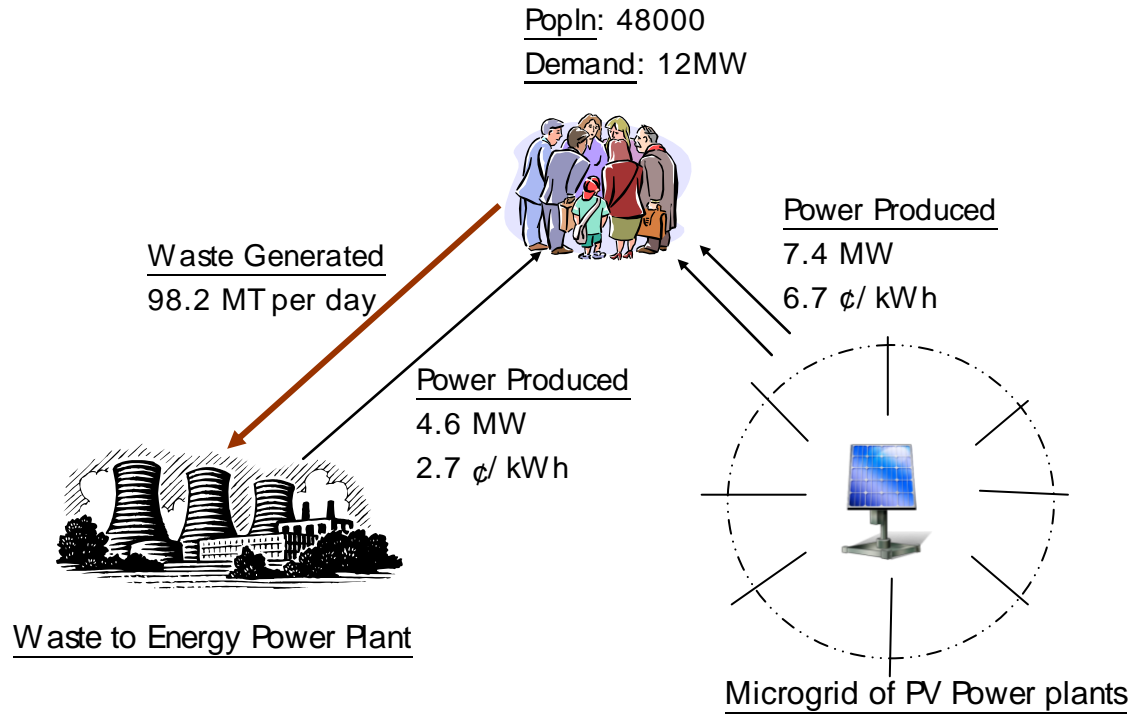 Popln: 48000
Demand: 12MW
Power Produced
7.4 MW
6.7 ¢/ kWh
Waste Generated
98.2 MT per day
Power Produced
4.6 MW
2.7 ¢/ kWh
Waste to Energy Power Plant
Microgrid of PV Power plants